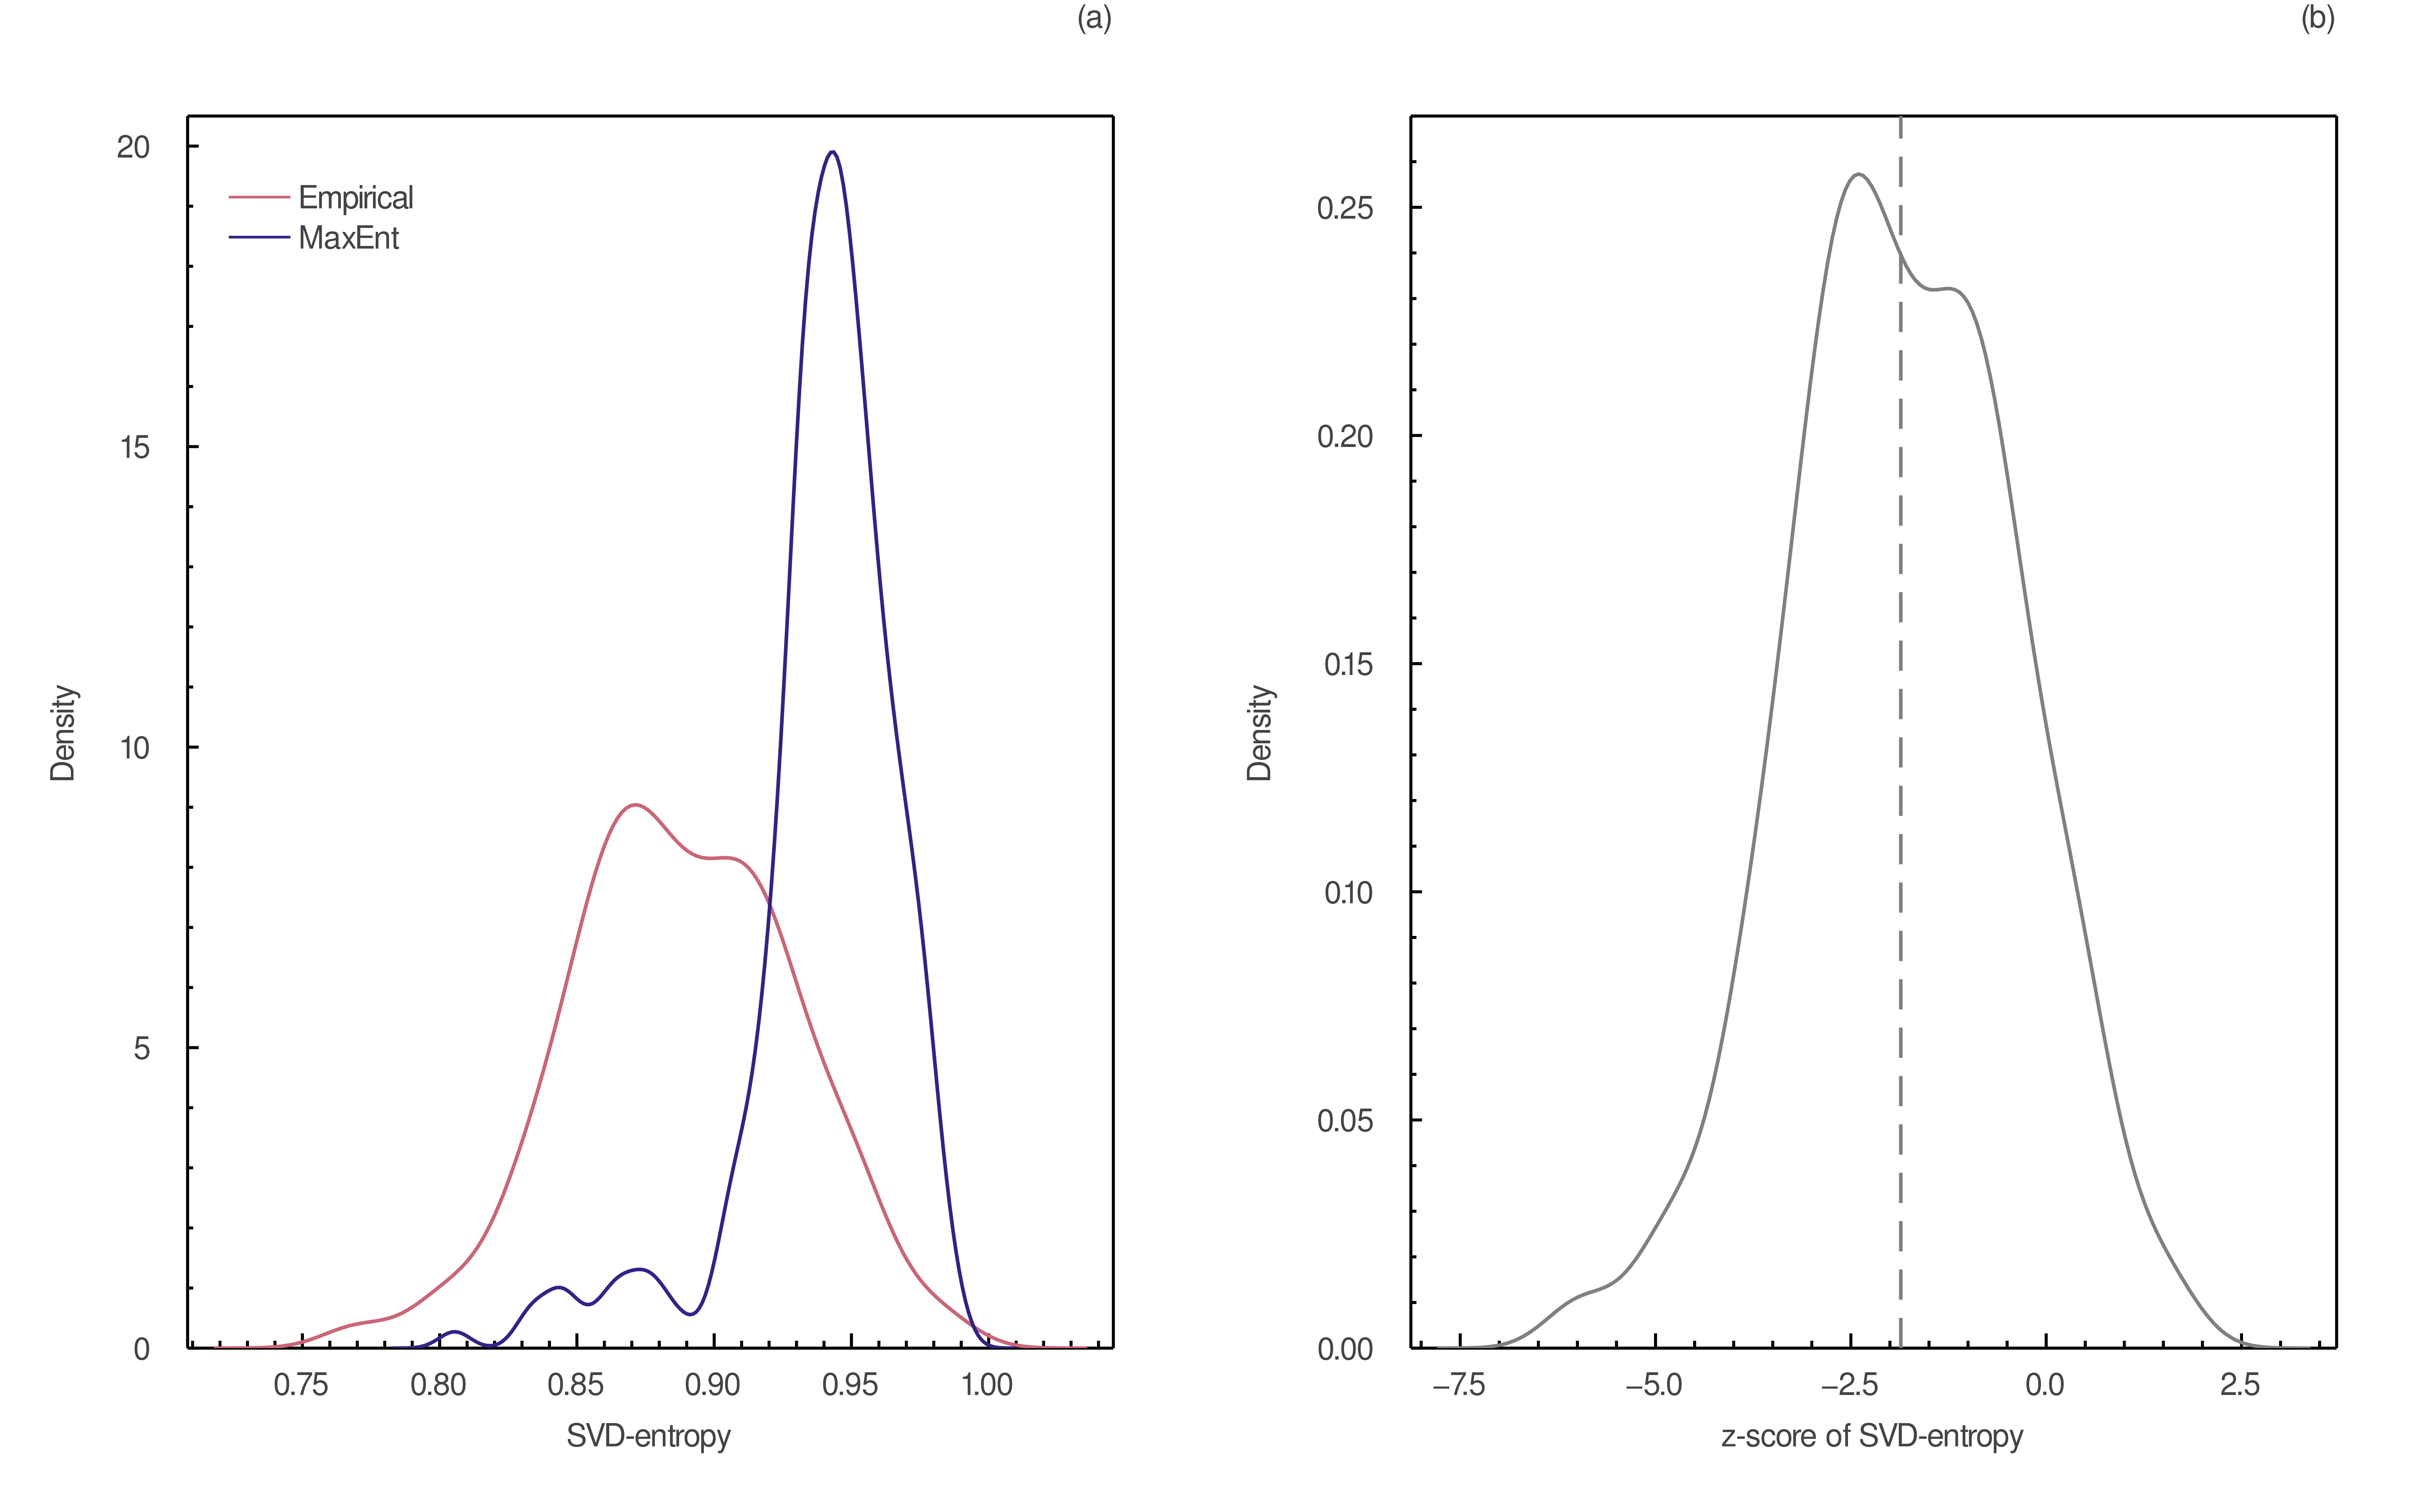 (a)
20
15
10
5
0
Density
Empirical
MaxEnt
0.75 0.80 0.85 0.90 0.95 1.00
SVD-entropy
(b)
0.25
0.20
0.15
0.10
0.05
0.00
Density
−7.5 −5.0 −2.5 0.0 2.5
z-score of SVD-entropy